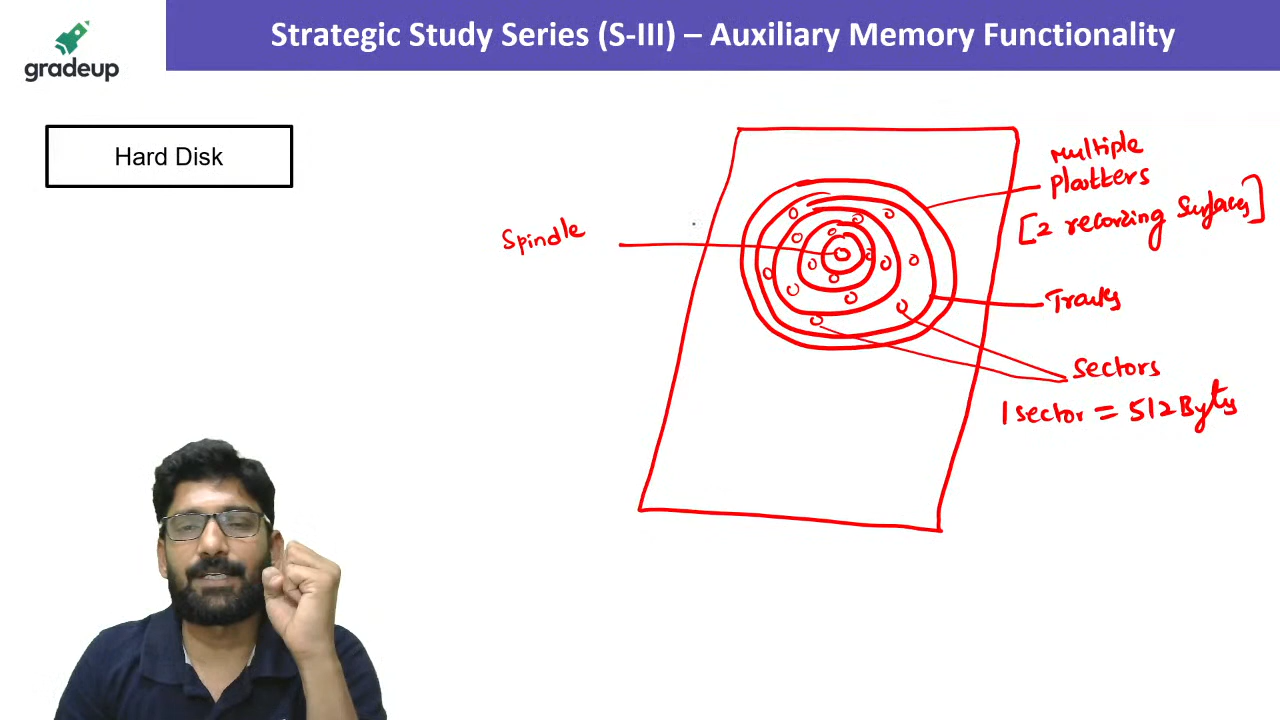 Strategic Study Series (S-III) – Auxiliary Memory Functionality
gradeup
Hard Disk
Multiple
platters
[2 recording surfaces]
Spindle
Tracks
Sectors
1 sector = 512 Bytes